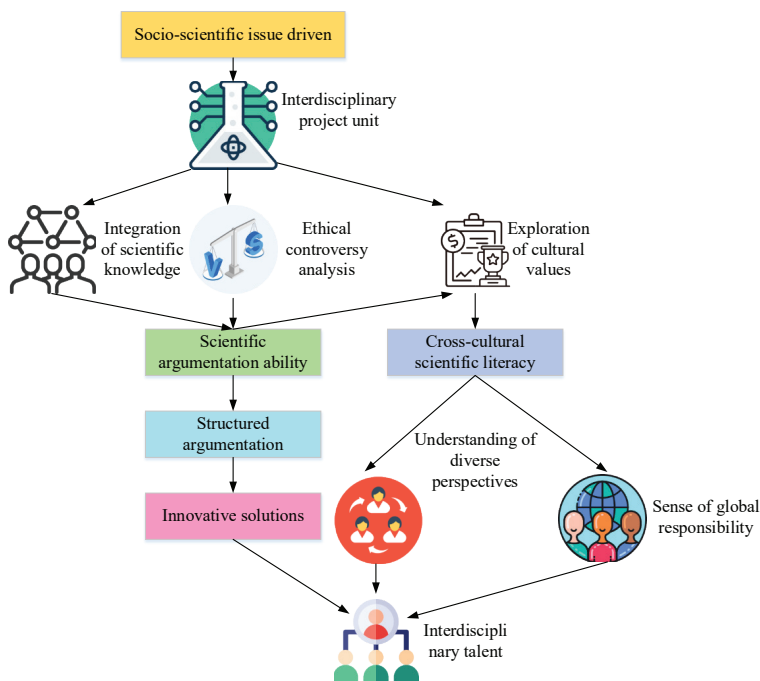 Socio-scientific issue driven
Interdisciplinary
project unit
Integration
of scientific
knowledge
Ethical
controversy
analysis
Exploration
of cultural
values
V
S
$
Scientific
argumentation ability
Cross-cultural
scientific literacy
Structured
argumentation
Understanding of
diverse
perspectives
Innovative solutions
Sense of global
responsibility
Interdiscipli
nary talent